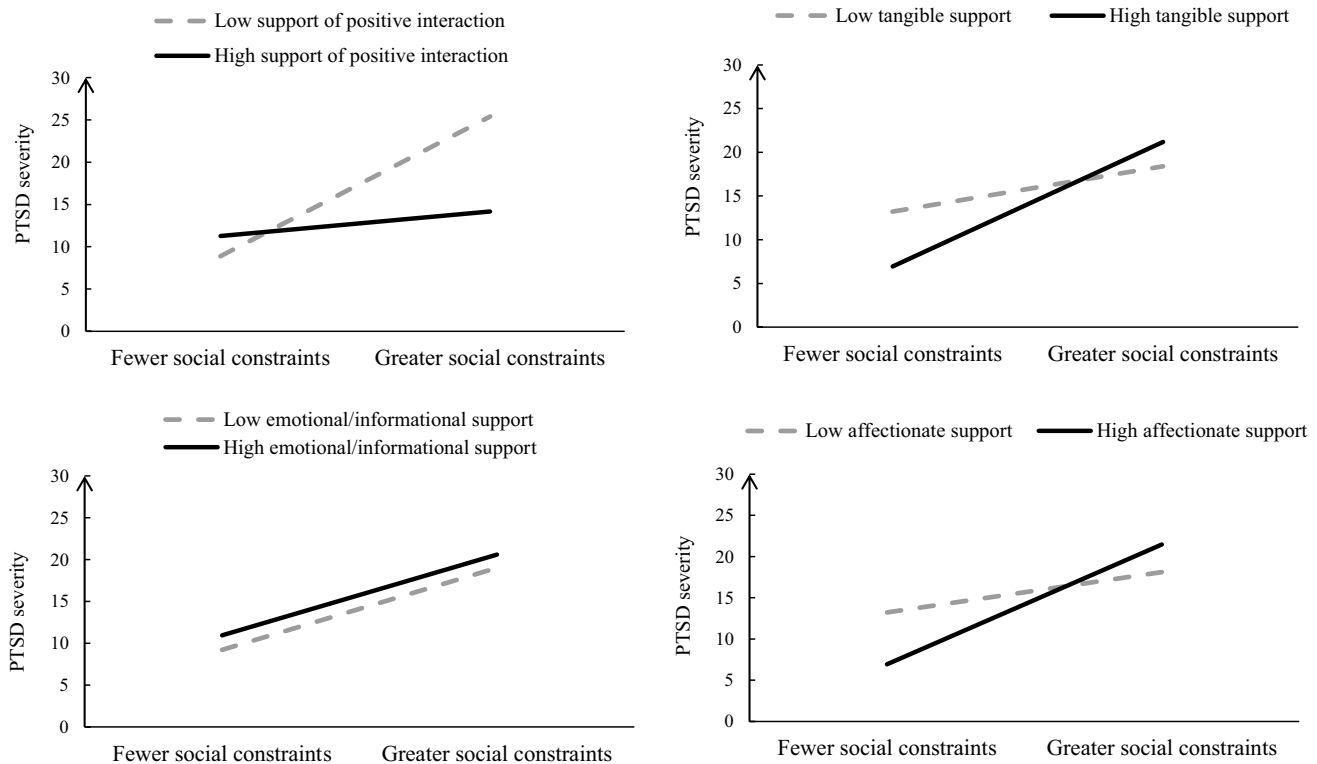 Low support of positive interaction
High support of positive interaction
30
25
20
15
10
5
0
PTSD severity
Fewer social constraints Greater social constraints
Low tangible support High tangible support
30
25
20
15
10
5
0
PTSD severity
Fewer social constraints Greater social constraints
Low emotional/informational support
High emotional/informational support
30
25
20
15
10
5
0
PTSD severity
Fewer social constraints Greater social constraints
Low affectionate support High affectionate support
30
25
20
15
10
5
0
PTSD severity
Fewer social constraints Greater social constraints